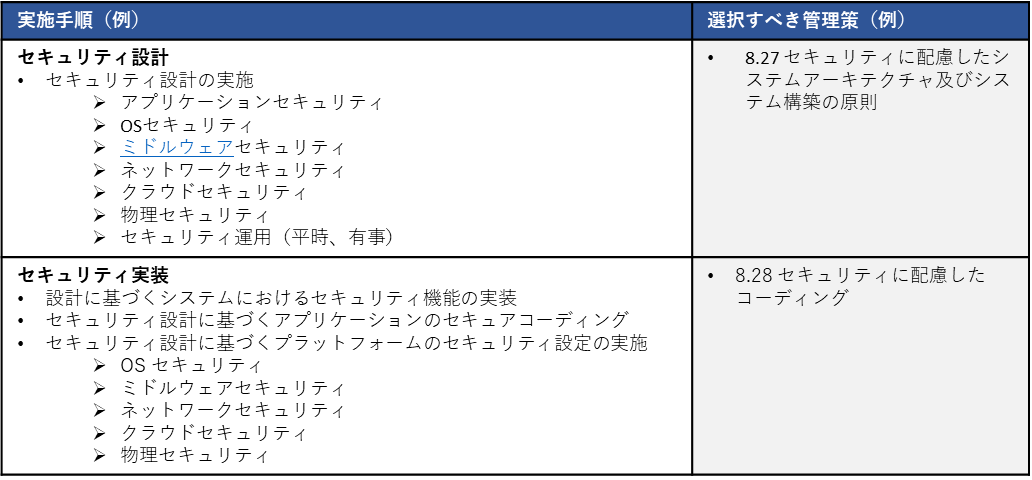 実施手順（例）
選択すべき管理策（例）
セキュリティ設計
• セキュリティ設計の実施
➢ アプリケーションセキュリティ
➢ OSセキュリティ
➢ ミドルウェアセキュリティ
➢ ネットワークセキュリティ
➢ クラウドセキュリティ
➢ 物理セキュリティ
➢ セキュリティ運用（平時、有事）
• 8.27 セキュリティに配慮したシ
ステムアーキテクチャ及びシス
テム構築の原則
セキュリティ実装
• 設計に基づくシステムにおけるセキュリティ機能の実装
• セキュリティ設計に基づくアプリケーションのセキュアコーディング
• セキュリティ設計に基づくプラットフォームのセキュリティ設定の実施
➢ OS セキュリティ
➢ ミドルウェアセキュリティ
➢ ネットワークセキュリティ
➢ クラウドセキュリティ
➢ 物理セキュリティ
• 8.28 セキュリティに配慮した
コーディング